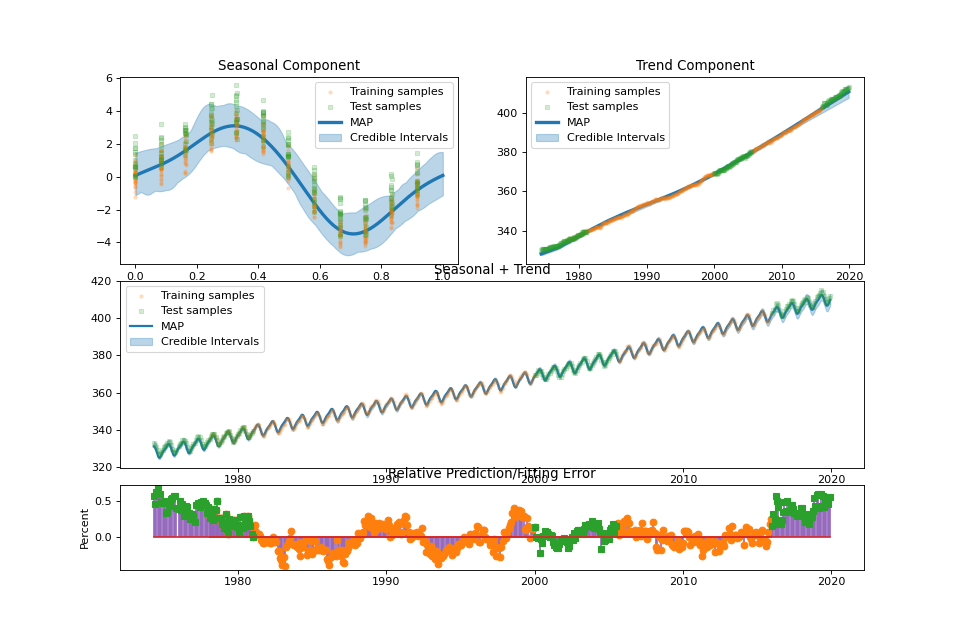 Seasonal Component
6
4
2
0
−2
−4
0.0 0.2 0.4 0.6 0.8 1.0
Training samples
Test samples
MAP
Credible Intervals
Trend Component
400
380
360
340
1980 1990 2000 2010 2020
Training samples
Test samples
MAP
Credible Intervals
Seasonal + Trend
420
400
380
360
340
320
1980 1990 2000 2010 2020
Training samples
Test samples
MAP
Credible Intervals
Relative Prediction/Fitting Error
Percent
0.5
0.0
1980 1990 2000 2010 2020